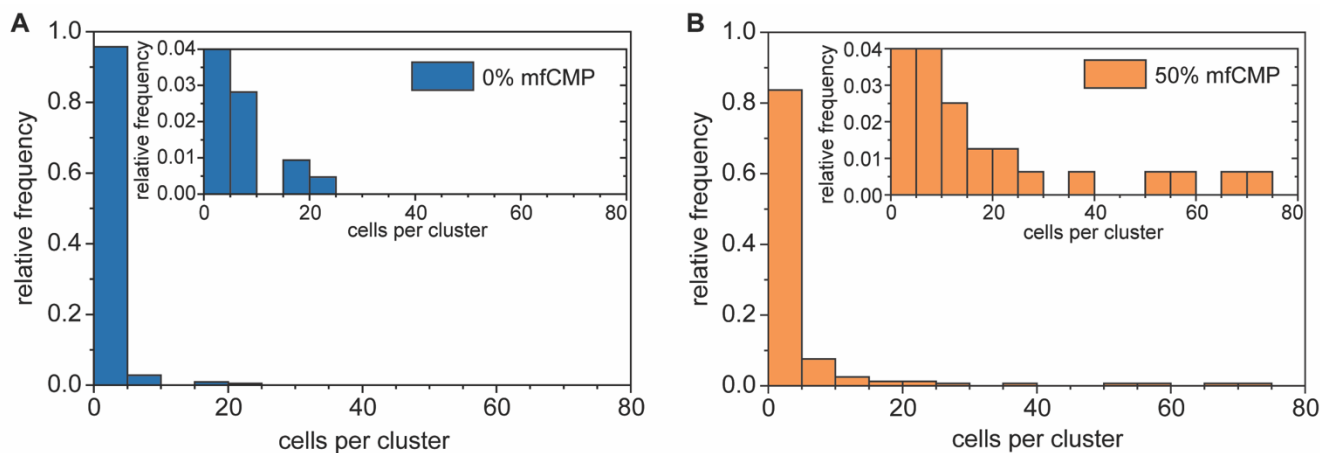 A
relative frequency
1.0
0.8
0.6
0.4
0.2
0.0
0 20 40 60 80
cells per cluster
relative frequency
0.04
0.03
0.02
0.01
0.00
0 20 40 60 80
cells per cluster
0% mfCMP
B
relative frequency
1.0
0.8
0.6
0.4
0.2
0.0
0 20 40 60 80
cells per cluster
relative frequency
0.04
0.03
0.02
0.01
0.00
0 20 40 60 80
cells per cluster
50% mfCMP